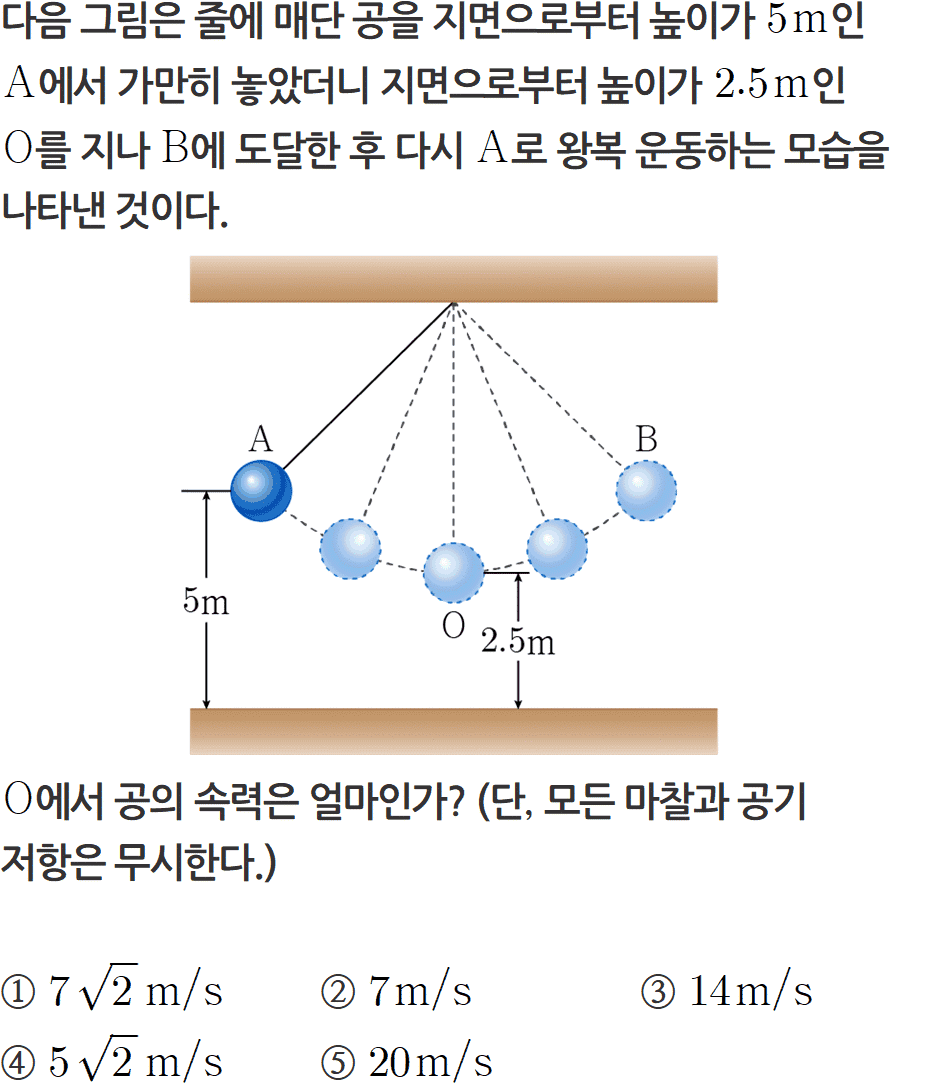 다음 그림은 줄에 매단 공을 지면으로부터 높이가 5m인
A에서 가만히 놓았더니 지면으로부터 높이가 2.5m인
O를 지나 B에 도달한 후 다시 A로 왕복 운동하는 모습을
나타낸 것이다.
A
B
5m
O
2.5m
O에서 공의 속력은 얼마인가? (단, 모든 마찰과 공기
저항은 무시한다.)
① 7√2 m/s ② 7m/s ③ 14m/s
④ 5√2 m/s ⑤ 20m/s